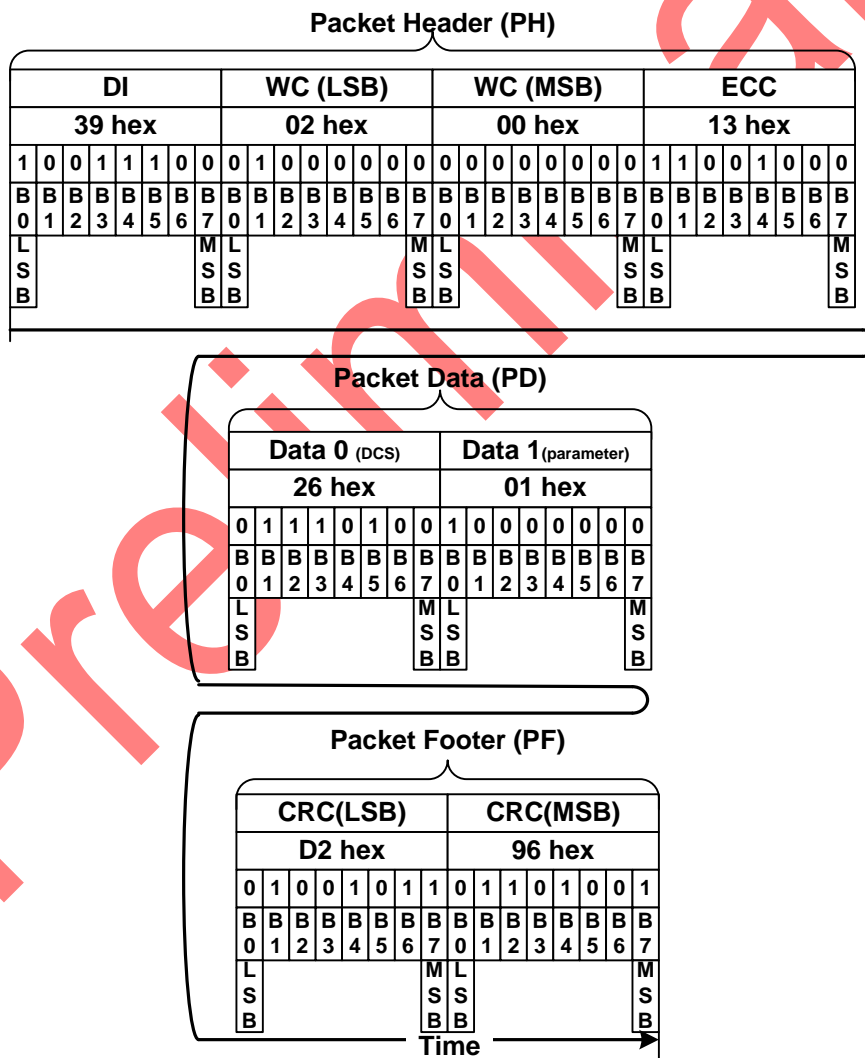 Packet Header (PH)
DI WC (LSB) WC (MSB) ECC
39 hex 02 hex 00 hex 13 hex
1 0 0 1 1 1 0 0 0 1 0 0 0 0 0 0 0 0 0 0 0 0 0 0 1 1 0 0 1 0 0 0
B0 B1 B2 B3 B4 B5 B6 B7 B0 B1 B2 B3 B4 B5 B6 B7 B0 B1 B2 B3 B4 B5 B6 B7 B0 B1 B2 B3 B4 B5 B6 B7
LSB MSB LSB MSB LSB MSB LSB MSB
Packet Data (PD)
Data 0 (DCS) Data 1(parameter)
26 hex 01 hex
0 1 1 1 0 1 0 0 1 0 0 0 0 0 0 0
B0 B1 B2 B3 B4 B5 B6 B7 B0 B1 B2 B3 B4 B5 B6 B7
LSB MSB LSB MSB
Packet Footer (PF)
CRC(LSB) CRC(MSB)
D2 hex 96 hex
0 1 0 0 1 0 1 1 0 1 1 0 1 0 0 1
B0 B1 B2 B3 B4 B5 B6 B7 B0 B1 B2 B3 B4 B5 B6 B7
LSB MSB LSB MSB
Time